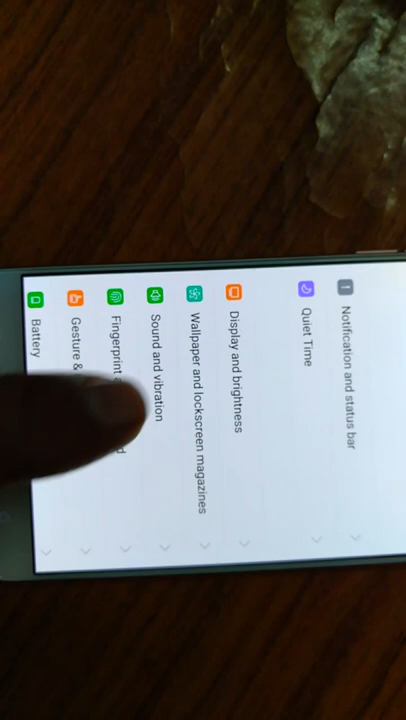 Notification and status bar
Quiet Time
Display and brightness
Wallpaper and lockscreen magazines
Sound and vibration
Fingerprint
Gesture &
Battery